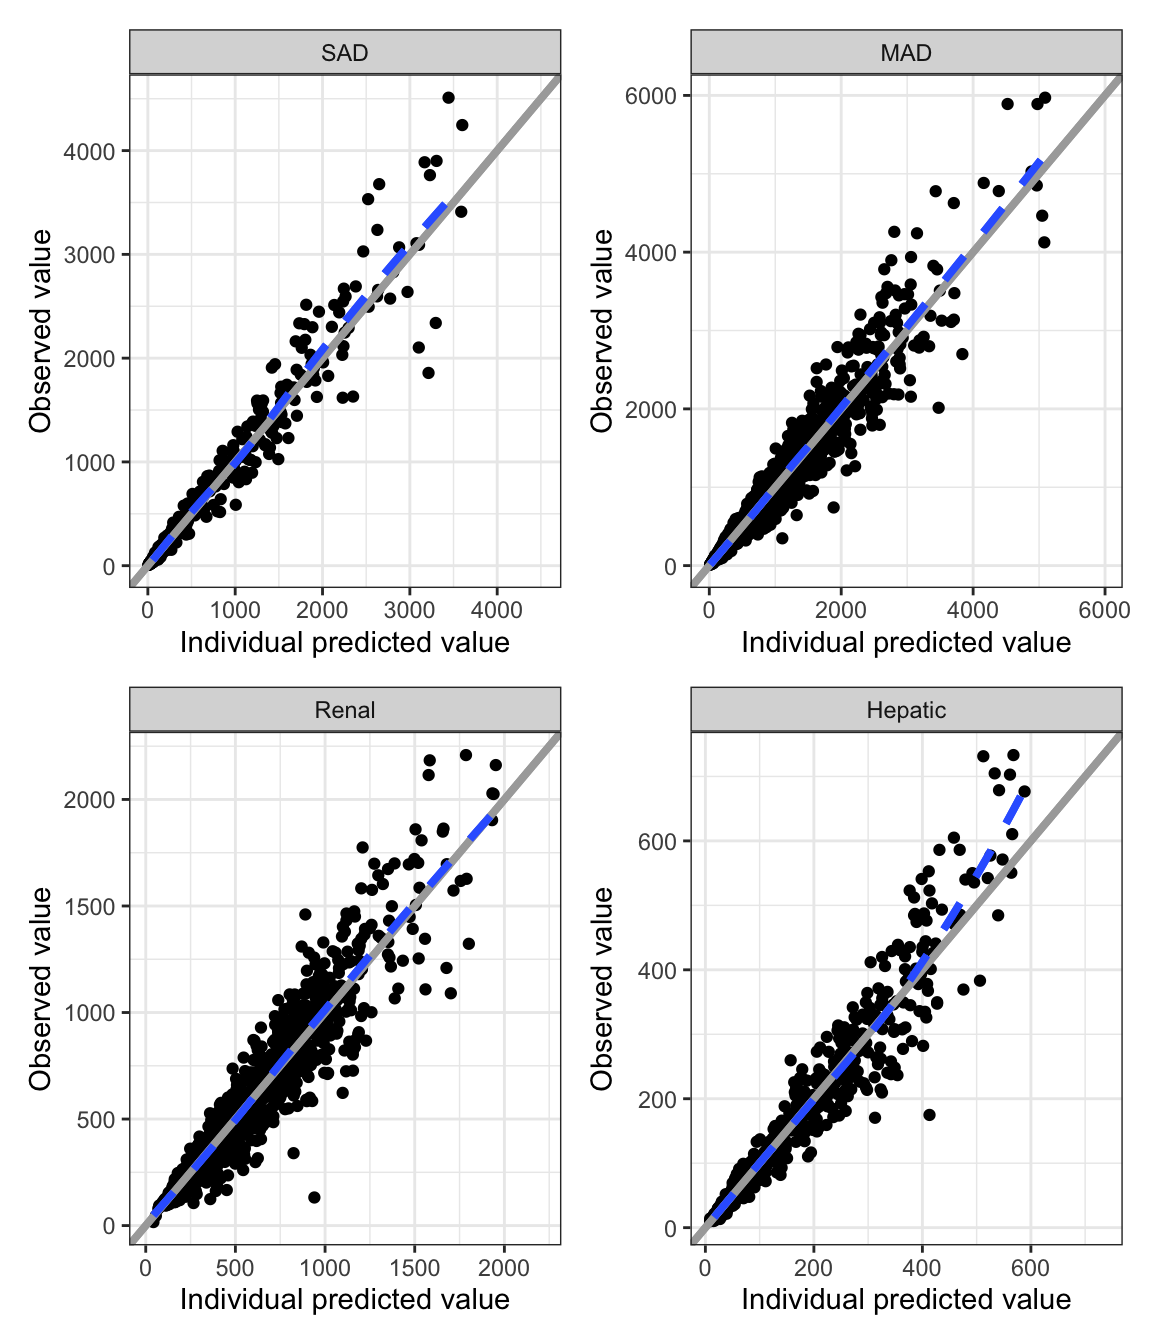 SAD
MAD
4000
3000
2000
1000
0
Observed value
0 1000 2000 3000 4000
Individual predicted value
6000
4000
2000
0
Observed value
0 2000 4000 6000
Individual predicted value
Renal
Hepatic
2000
1500
1000
500
0
Observed value
0 500 1000 1500 2000
Individual predicted value
600
400
200
0
Observed value
0 200 400 600
Individual predicted value